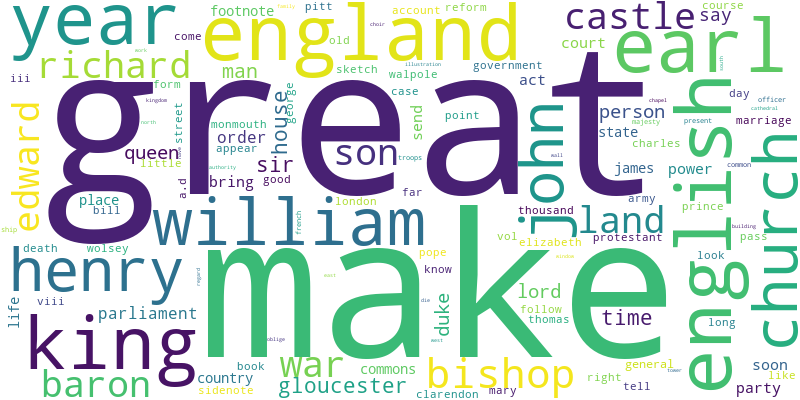 year
footnote
pitt
account
reform
castle
say
course
come
england
old
man
court
earl
iii
richard
form
sketch
walpole
government
act
day
street
great
case
george
house
send
point
person
monmouth
order
appear
state
marriage
edward
queen
little
sir
son
john
james
charles
power
a.d
bring
good
troops
far
army
english
church
place
bill
william
london
thousand
land
prince
death
wolsey
french
pope
vol
elizabeth
protestant
pass
henry
know
look
life
viii
parliament
make
duke
lord
follow
thomas
time
long
king
war
book
commons
bishop
general
soon
baron
country
gloucester
sidenote
clarendon
mary
right
tell
party
like
ship
kingdom
north
authority
majesty
cathedral
officer
present
common
chapel
building
south
illustration
choir
family
regard
east
oblige
die
west
tower
window
wall
work